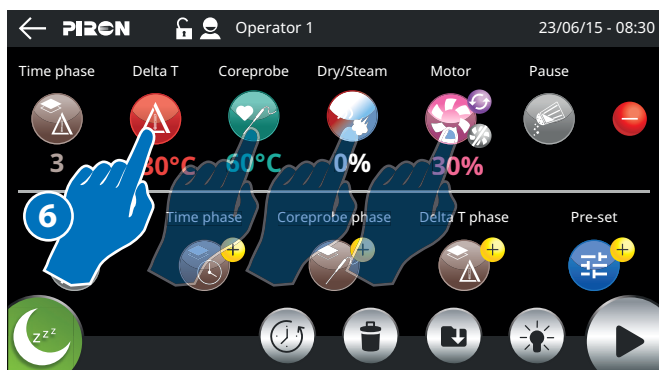 PIRON Operator 1 23/06/15 - 08:30
Time phase Delta T Coreprobe Dry/Steam Motor Pause
3 30°C 60°C 0% 30%
6
Time phase Coreprobe phase Delta T phase Pre-set
+ + + +
zzz